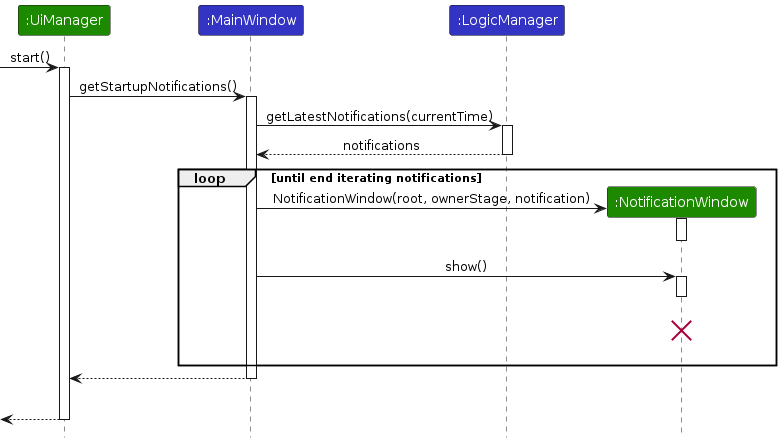 :UiManager
:MainWindow
:LogicManager
start()
getStartupNotifications()
getLatestNotifications(currentTime)
notifications
loop
[until end iterating notifications]
NotificationWindow(root, ownerStage, notification)
:NotificationWindow
show()